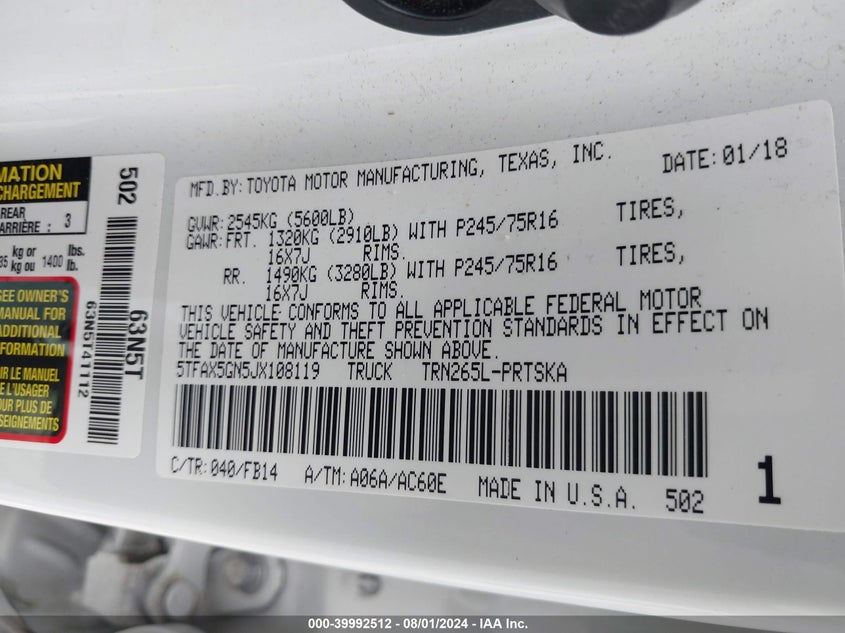 MATION
CHARGEMENT
REAR
ARRIÈRE : 3
kg or 1400 lbs.
kg ou lb.
SEE OWNER'S
MANUAL FOR
ADDITIONAL
INFORMATION
LE MANUEL
L'USAGER
POUR PLUS DE
502
63N5T
63N5T41112
MFD. BY: TOYOTA MOTOR MANUFACTURING, TEXAS, INC. DATE: 01/18
GVWR: 2545KG (5600LB)
GAWR: FRT. 1320KG (2910LB) WITH P245/75R16 TIRES,
16X7J RIMS.
RR. 1490KG (3280LB) WITH P245/75R16 TIRES,
16X7J RIMS.
THIS VEHICLE CONFORMS TO ALL APPLICABLE FEDERAL MOTOR
VEHICLE SAFETY AND THEFT PREVENTION STANDARDS IN EFFECT ON
THE DATE OF MANUFACTURE SHOWN ABOVE.
5TFAX5GN5JX108119 TRUCK TRN265L-PRTSKA
C/TR: 040/FB14 A/TM: A06A/AC60E MADE IN U.S.A. 502 1
000-39992512 - 08/01/2024 - IAA Inc.